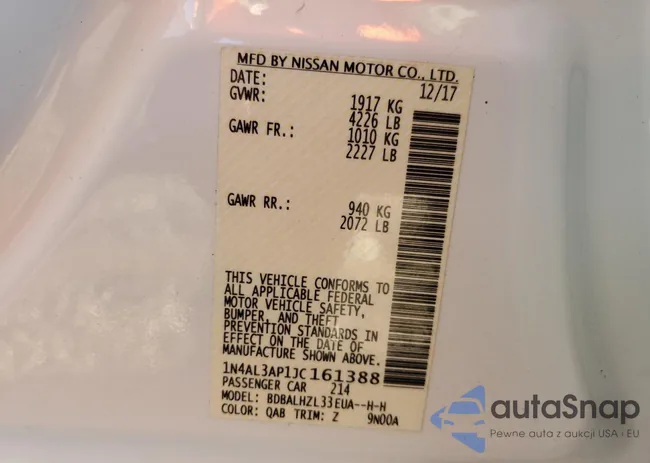 MFD BY NISSAN MOTOR CO., LTD.
DATE: 12/17
GVWR: 1917 KG
4226 LB
GAWR FR.: 1010 KG
2227 LB
GAWR RR.: 940 KG
2072 LB
THIS VEHICLE CONFORMS TO
ALL APPLICABLE FEDERAL
MOTOR VEHICLE SAFETY,
BUMPER, AND THEFT
PREVENTION STANDARDS IN
EFFECT ON THE DATE OF
MANUFACTURE SHOWN ABOVE.
1N4AL3AP1JC161388
PASSENGER CAR 214
MODEL: BDBALHZL33EUA--H-H
COLOR: QAB TRIM: Z 9N00A
autoSnap
Pewne auta z aukcji USA i EU